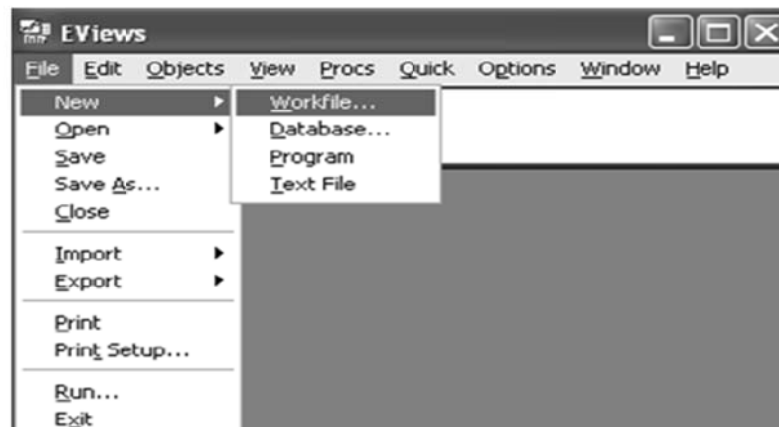 EViews
File Edit Objects View Procs Quick Options Window Help
New
Open
Save
Save As...
Close
Import
Export
Print
Print Setup...
Run...
Exit
Workfile...
Database...
Program
Text File